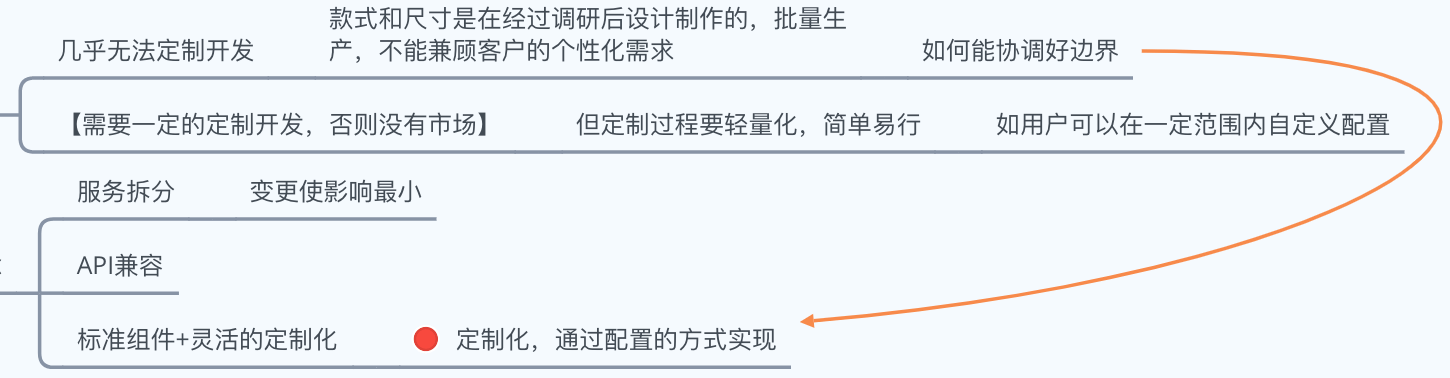 款式和尺寸是在经过调研后设计制作的，批量生
几乎无法定制开发 产，不能兼顾客户的个性化需求 如何能协调好边界
【需要一定的定制开发，否则没有市场】 但定制过程要轻量化，简单易行 如用户可以在一定范围内自定义配置
服务拆分 变更使影响最小
API兼容
标准组件+灵活的定制化 定制化，通过配置的方式实现